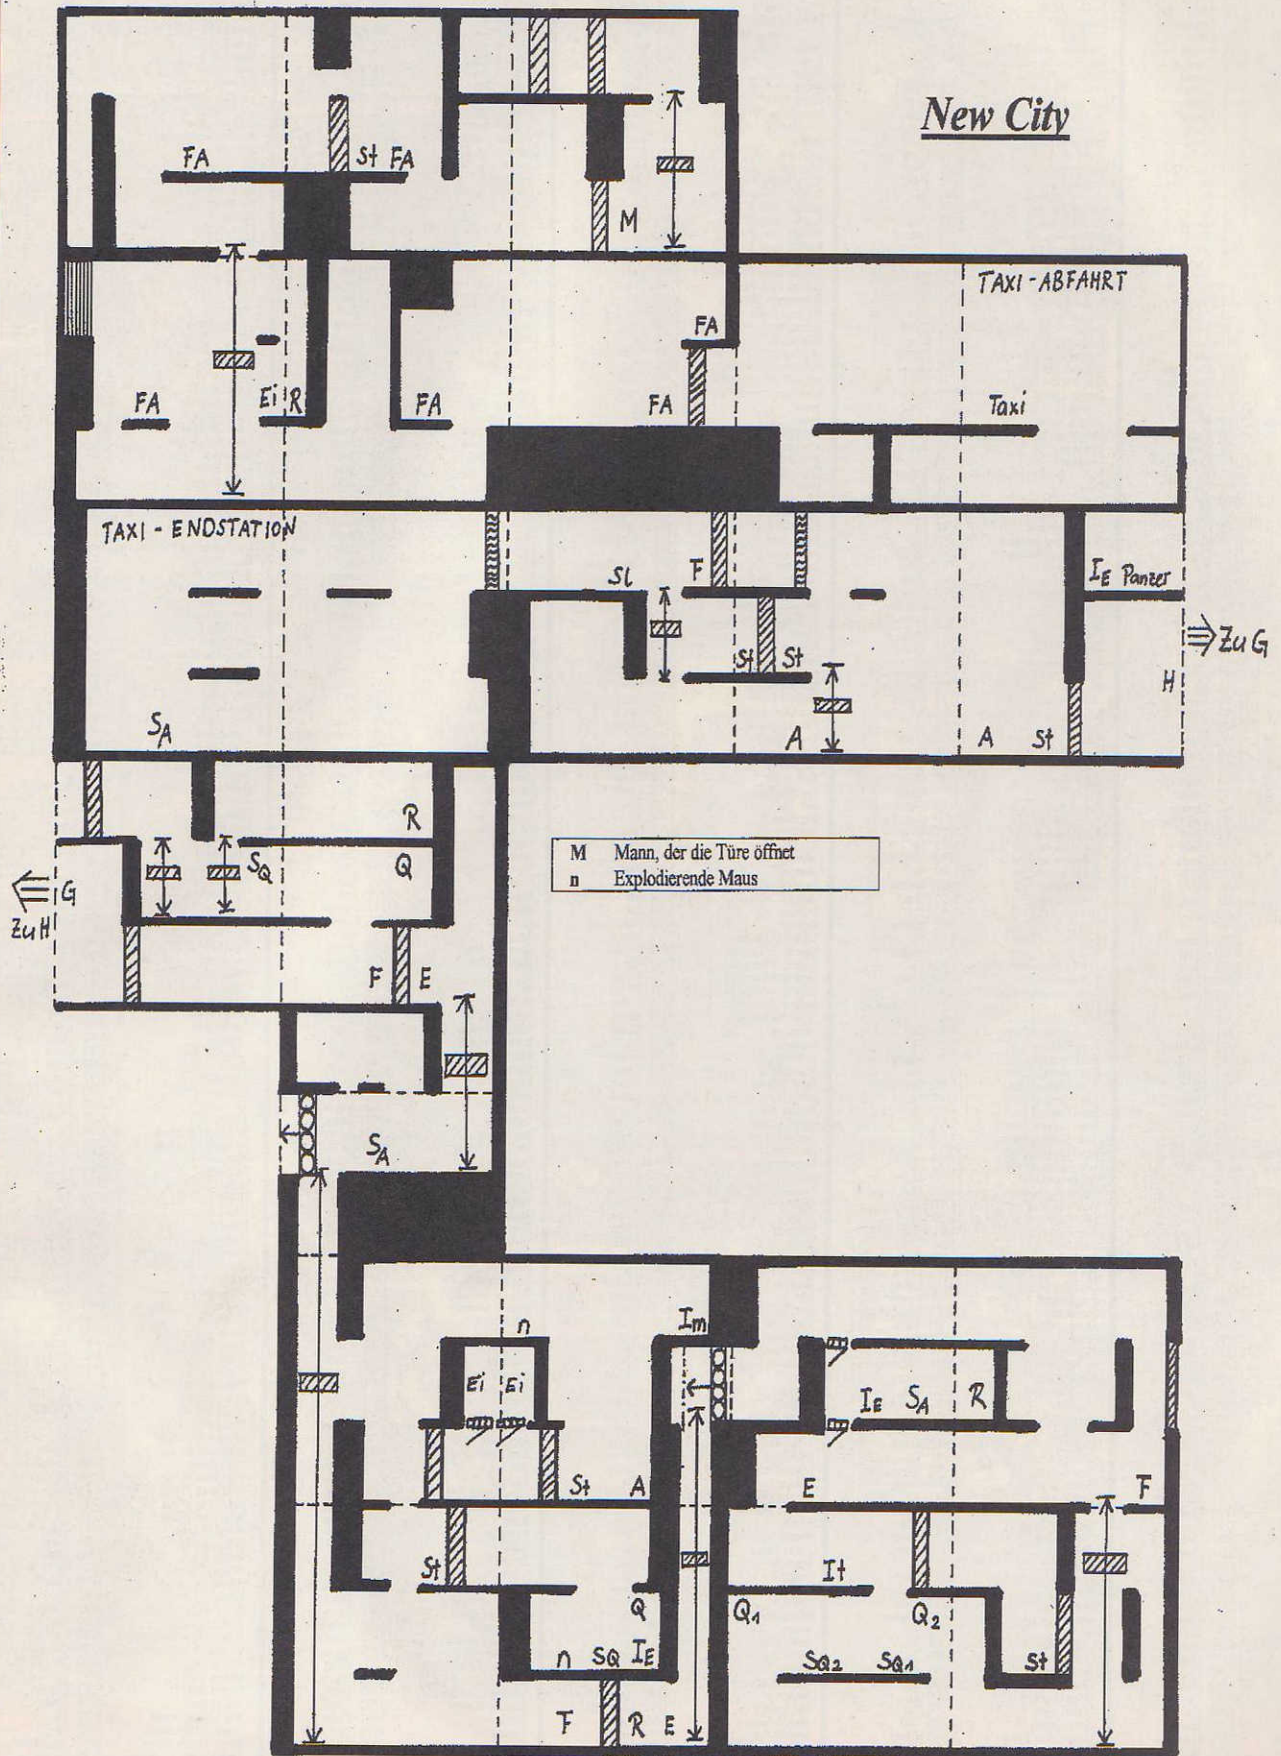 New City
FA
St FA
M
TAXI-ABFAHRT
FA
FA
Ei R
FA
FA
Taxi
TAXI - ENDSTATION
Sl
F
IE Panzer
St
St
⇒ Zu G
H
SA
A
A
St
R
SQ
Q
⇐ G
Zu H
M Mann, der die Türe öffnet
n Explodierende Maus
F
E
SA
n
Im
Ei
Ei
IE SA R
St A
E
F
St
It
Q
Q1
Q2
n SQ IE
SQ2 SQ1
St
F
R E